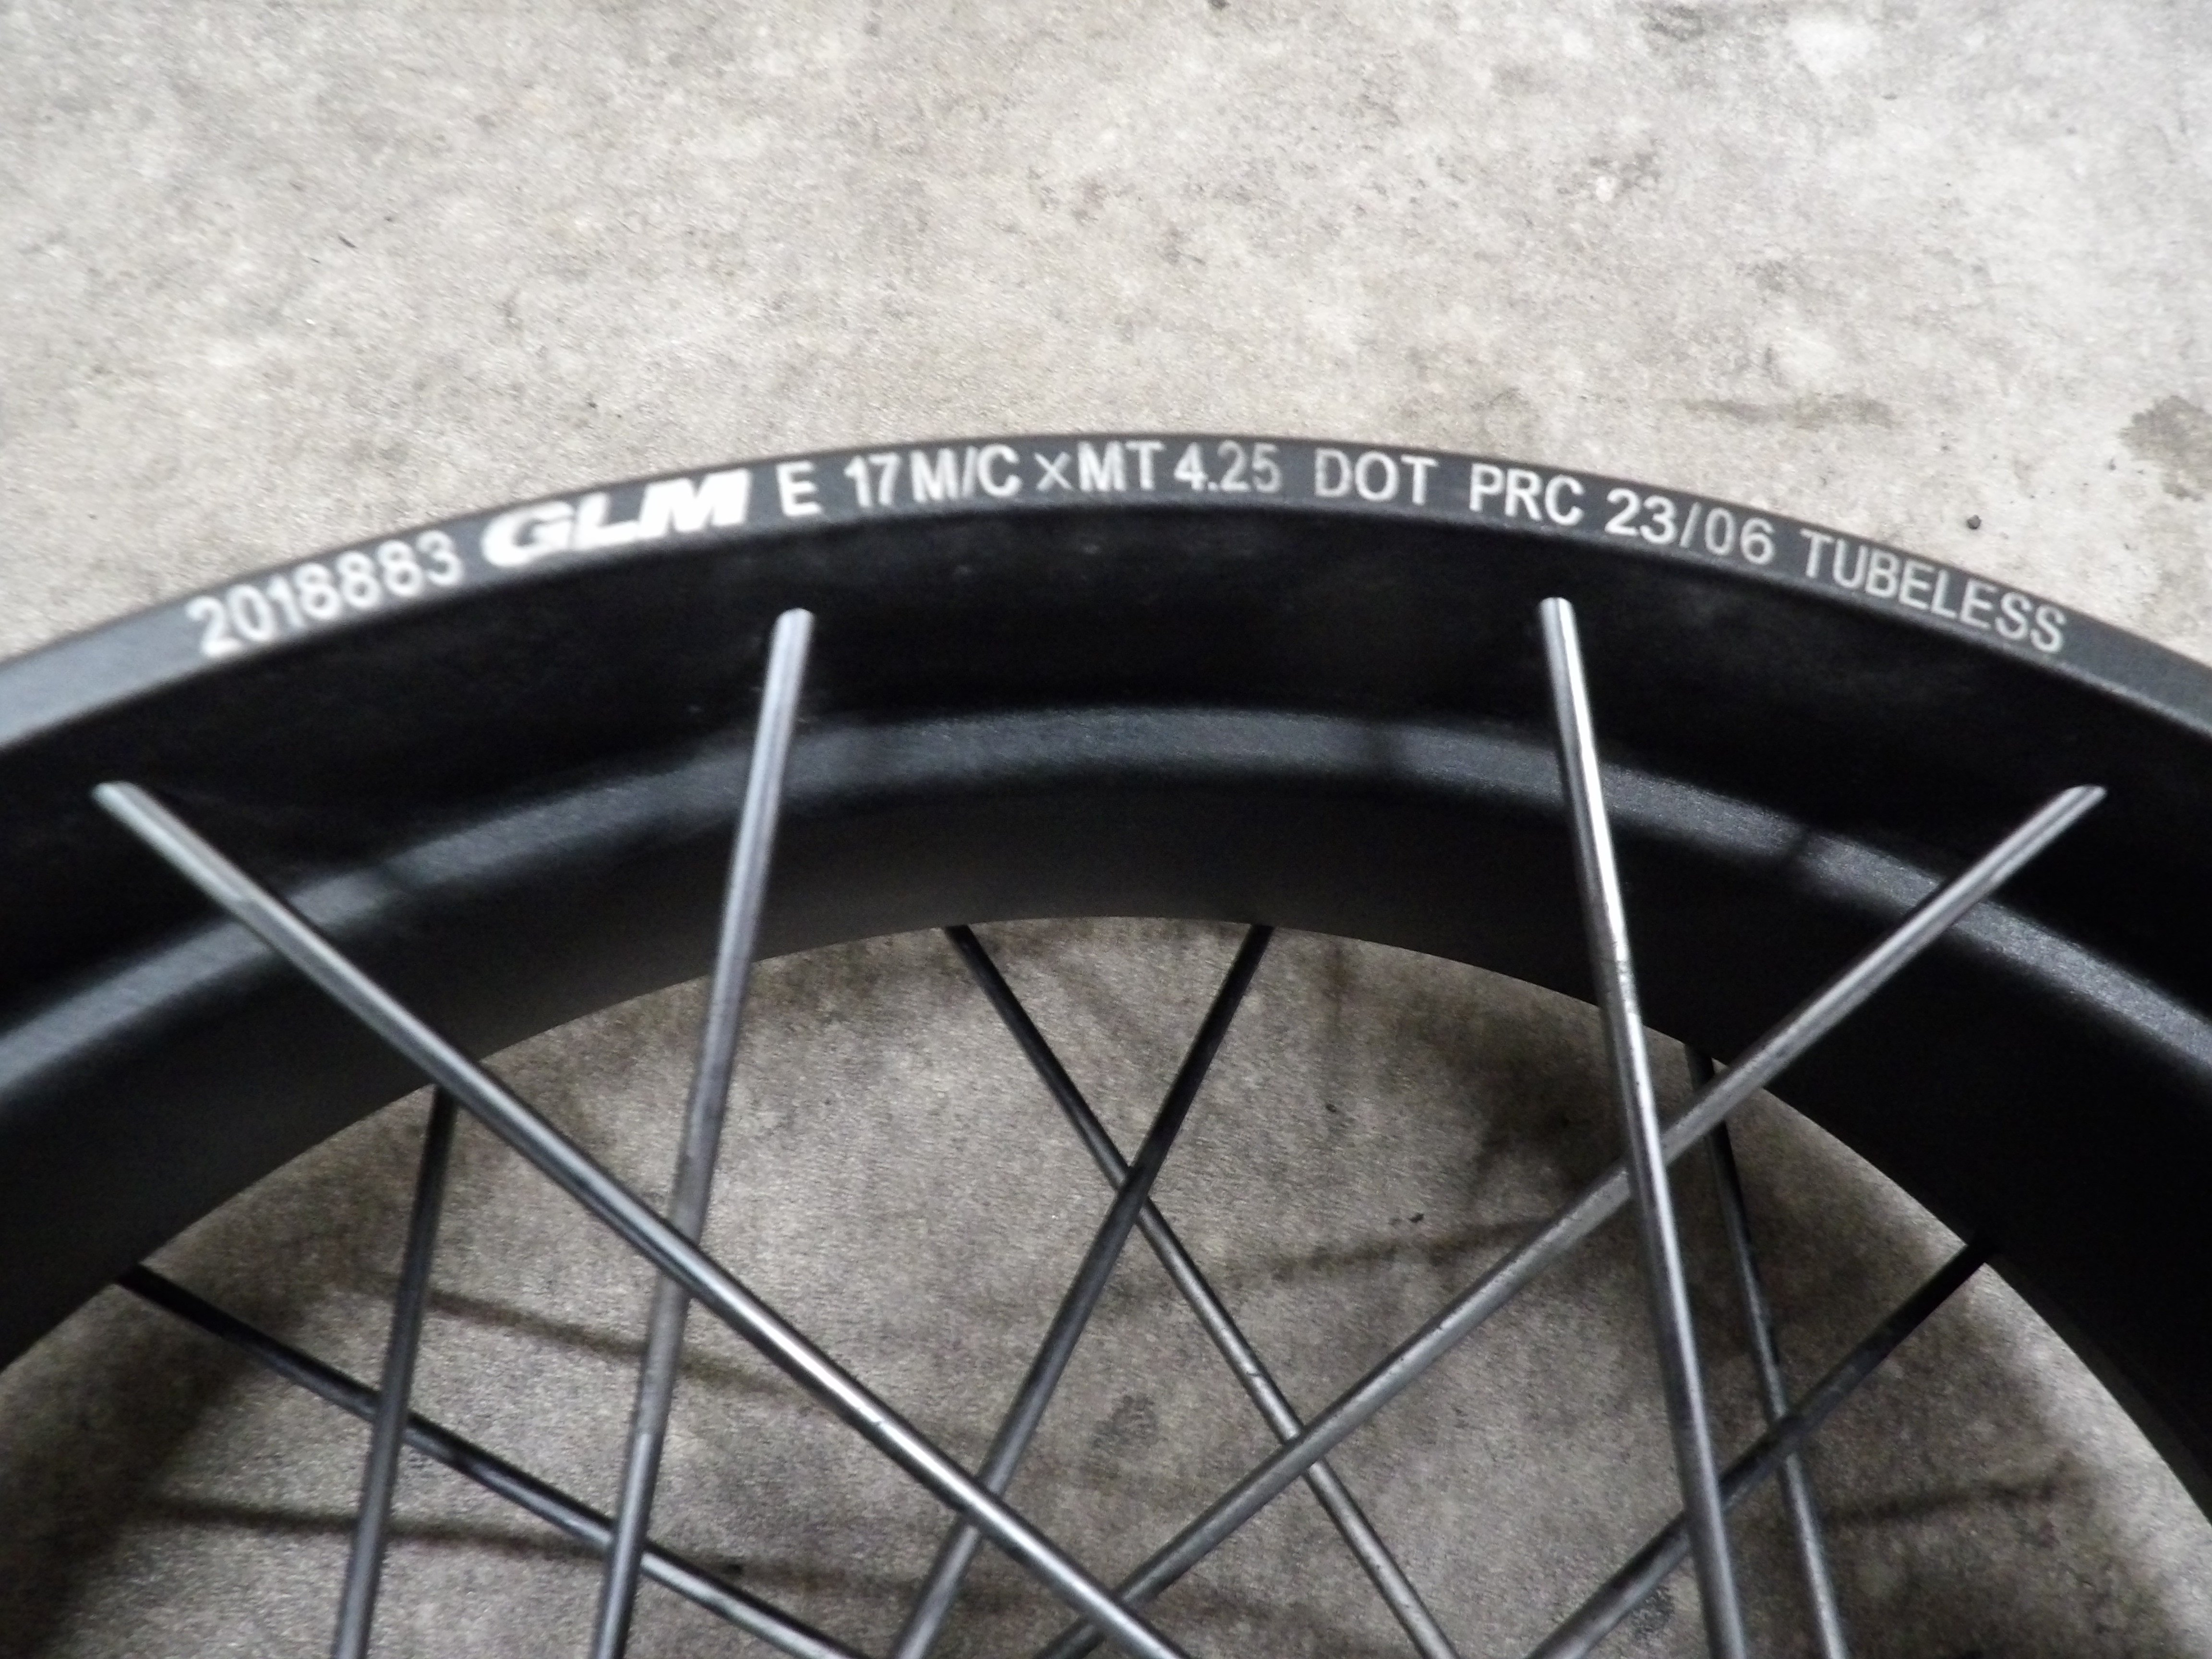 2018883 GLM E 17 M/C x MT 4.25 DOT PRC 23/06 TUBELESS